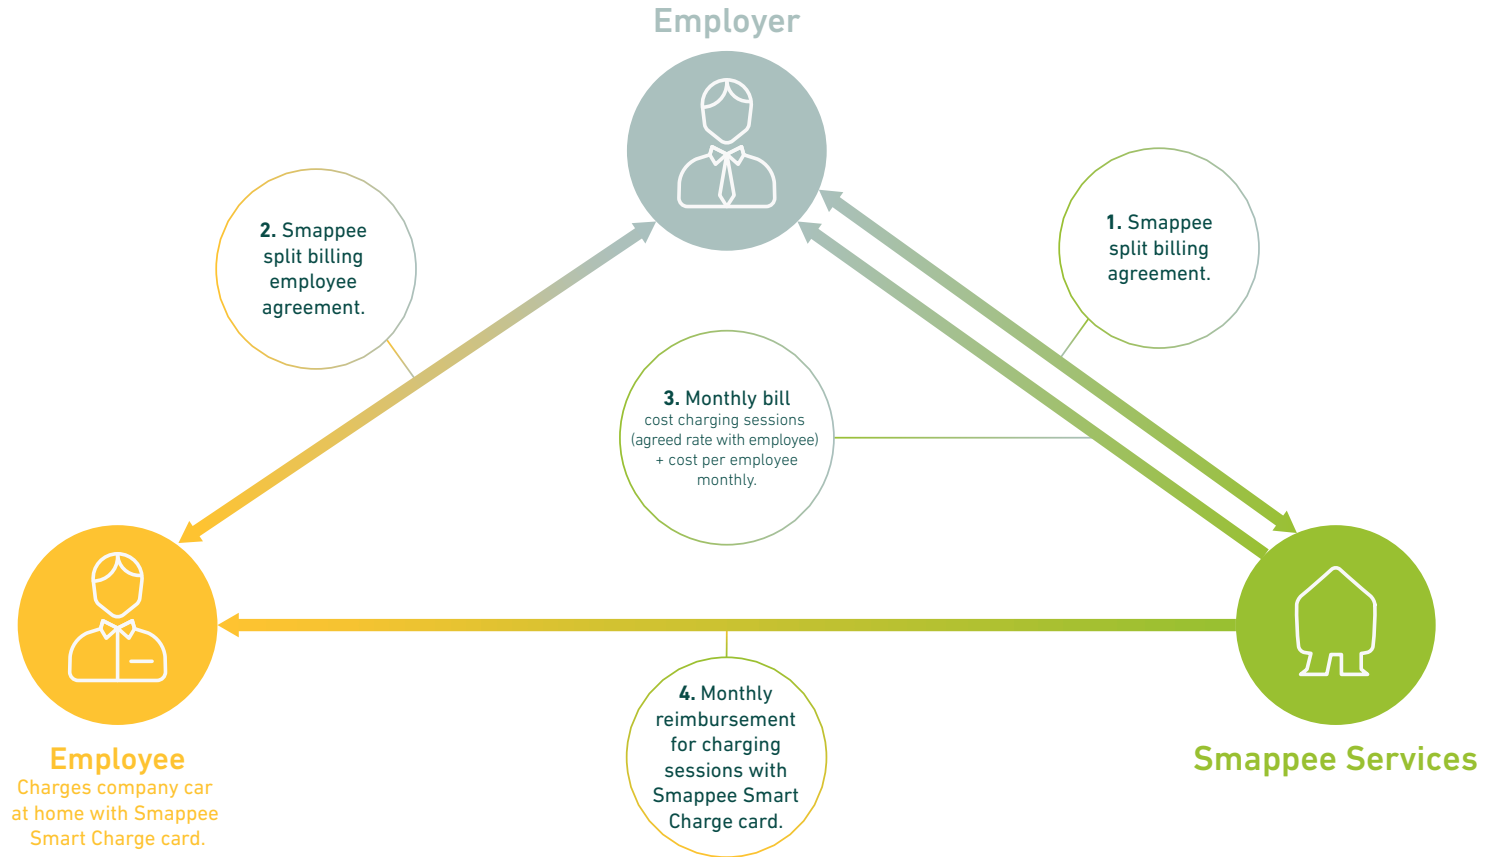 Employer
2. Smappee
split billing
employee
agreement.
1. Smappee
split billing
agreement.
3. Monthly bill
cost charging sessions
(agreed rate with employee)
+ cost per employee
monthly.
4. Monthly
reimbursement
for charging
sessions with
Smappee Smart
Charge card.
Employee
Charges company car
at home with Smappee
Smart Charge card.
Smappee Services